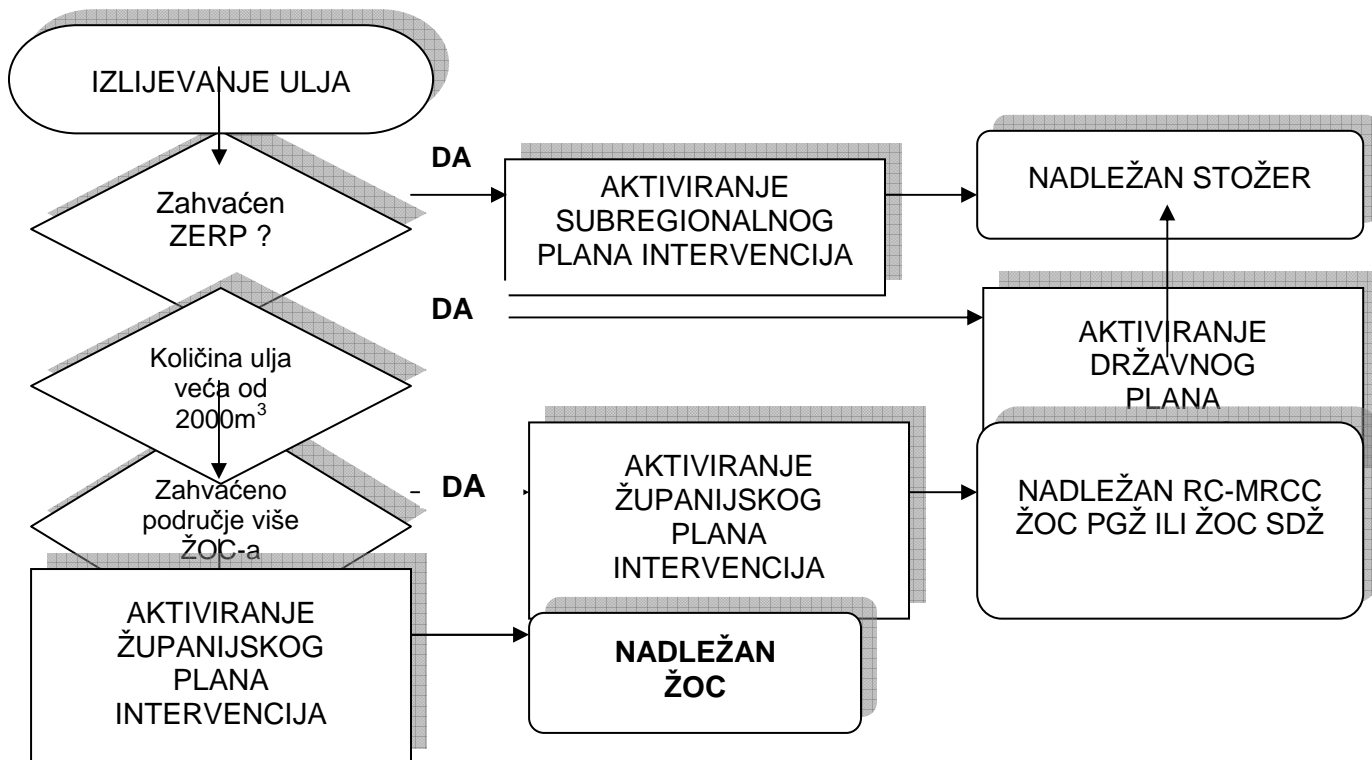 IZLIJEVANJE ULJA
Zahvaćen
ZERP ?
DA
AKTIVIRANJE
SUBREGIONALNOG
PLANA INTERVENCIJA
NADLEŽAN STOŽER
Količina ulja
veća od
2000m³
DA
AKTIVIRANJE
DRŽAVNOG
PLANA
Zahvaćeno
područje više
ŽOC-a
DA
AKTIVIRANJE
ŽUPANIJSKOG
PLANA
INTERVENCIJA
NADLEŽAN RC-MRCC
ŽOC PGŽ ILI ŽOC SDŽ
AKTIVIRANJE
ŽUPANIJSKOG
PLANA
INTERVENCIJA
NADLEŽAN
ŽOC